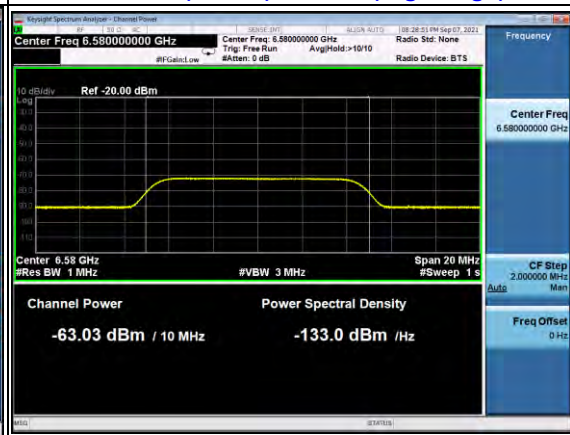 Keysight Spectrum Analyzer - Channel Power
RF 50 Ω AC SENSE:INT ALIGN AUTO 08:28:51 PM Sep 07, 2021
Center Freq 6.580000000 GHz
Center Freq: 6.580000000 GHz
Radio Std: None
Trig: Free Run Avg|Hold:>10/10
#IFGain:Low #Atten: 0 dB Radio Device: BTS
10 dB/div Ref -20.00 dBm
Log
Center 6.58 GHz Span 20 MHz
#Res BW 1 MHz #VBW 3 MHz #Sweep 1 s
Channel Power Power Spectral Density
-63.03 dBm / 10 MHz -133.0 dBm /Hz
MSG STATUS
Frequency
Center Freq
6.580000000 GHz
CF Step
2.000000 MHz
Auto Man
Freq Offset
0 Hz